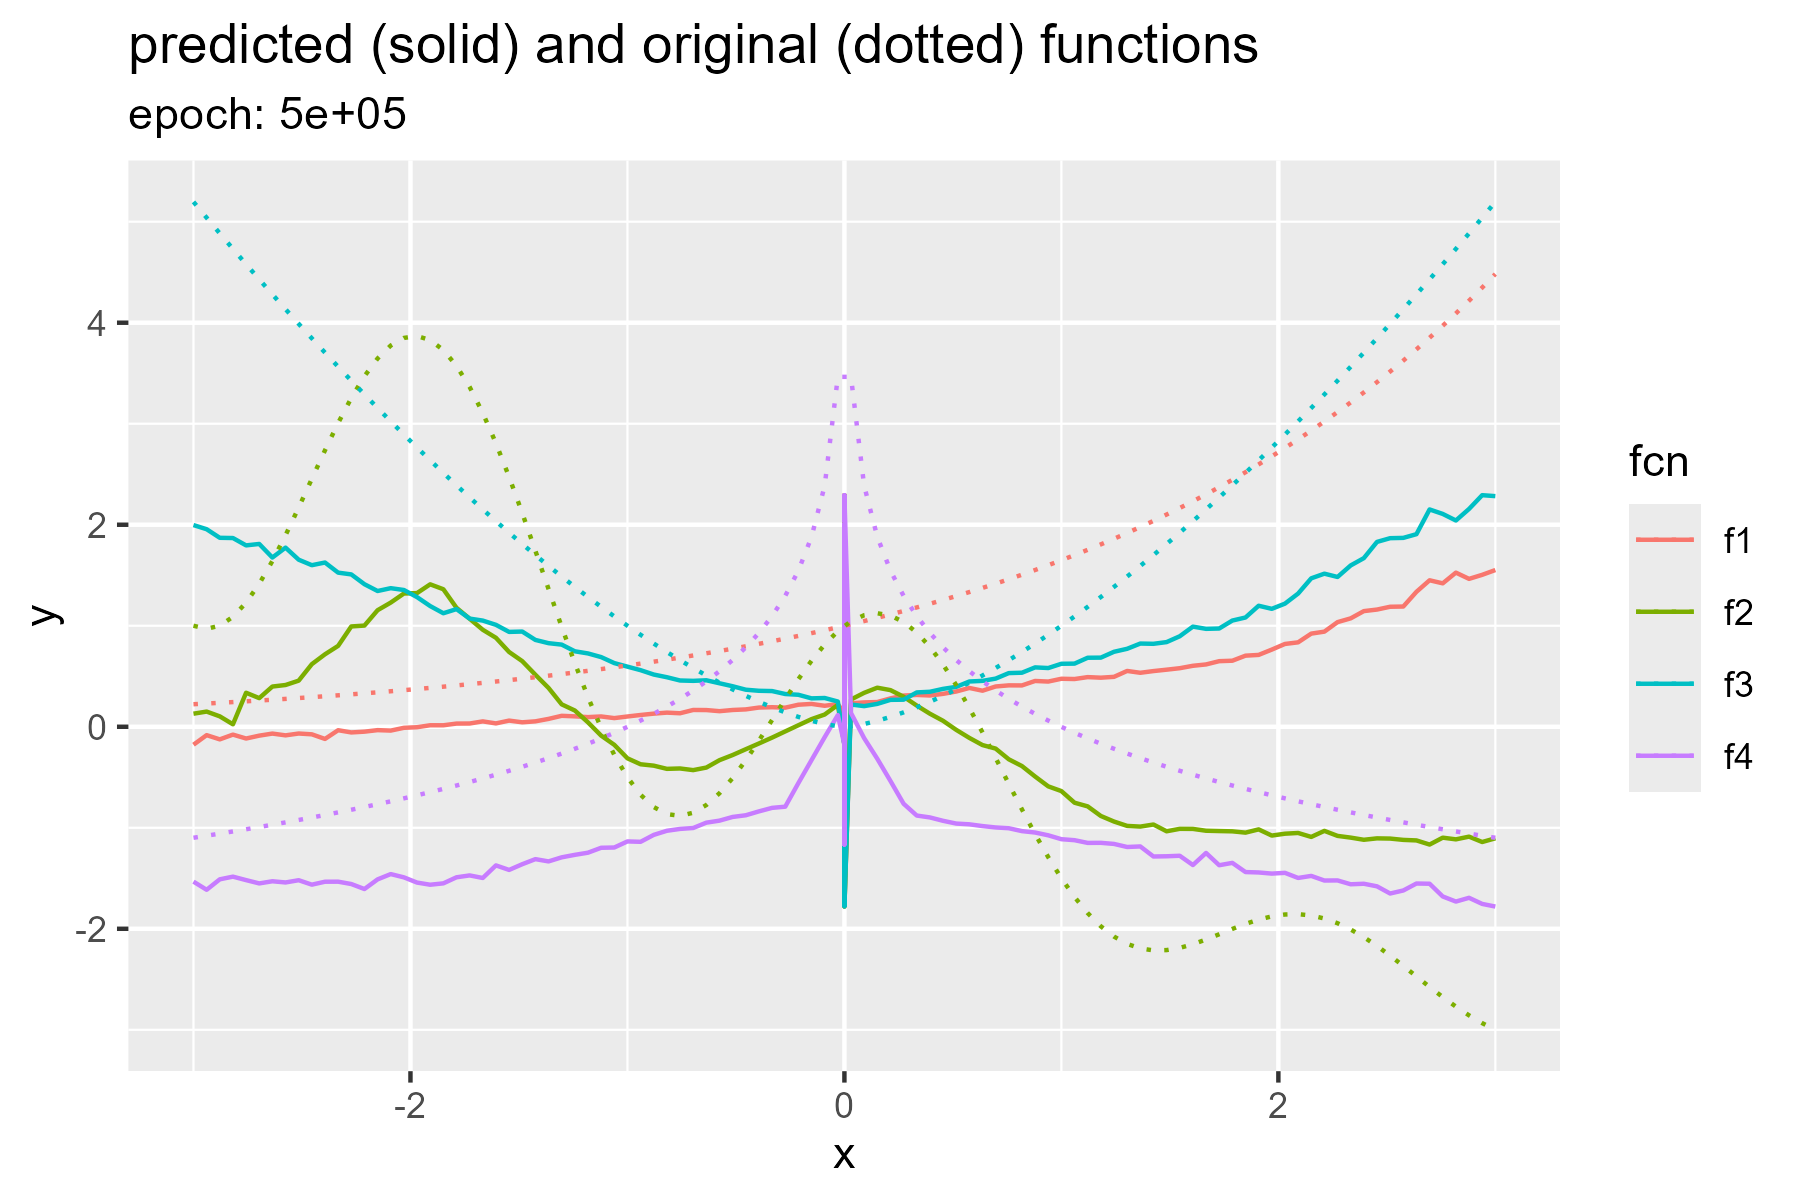 predicted (solid) and original (dotted) functions
epoch: 5e+05
4
2
0
-2
y
-2
0
2
x
fcn
f1
f2
f3
f4